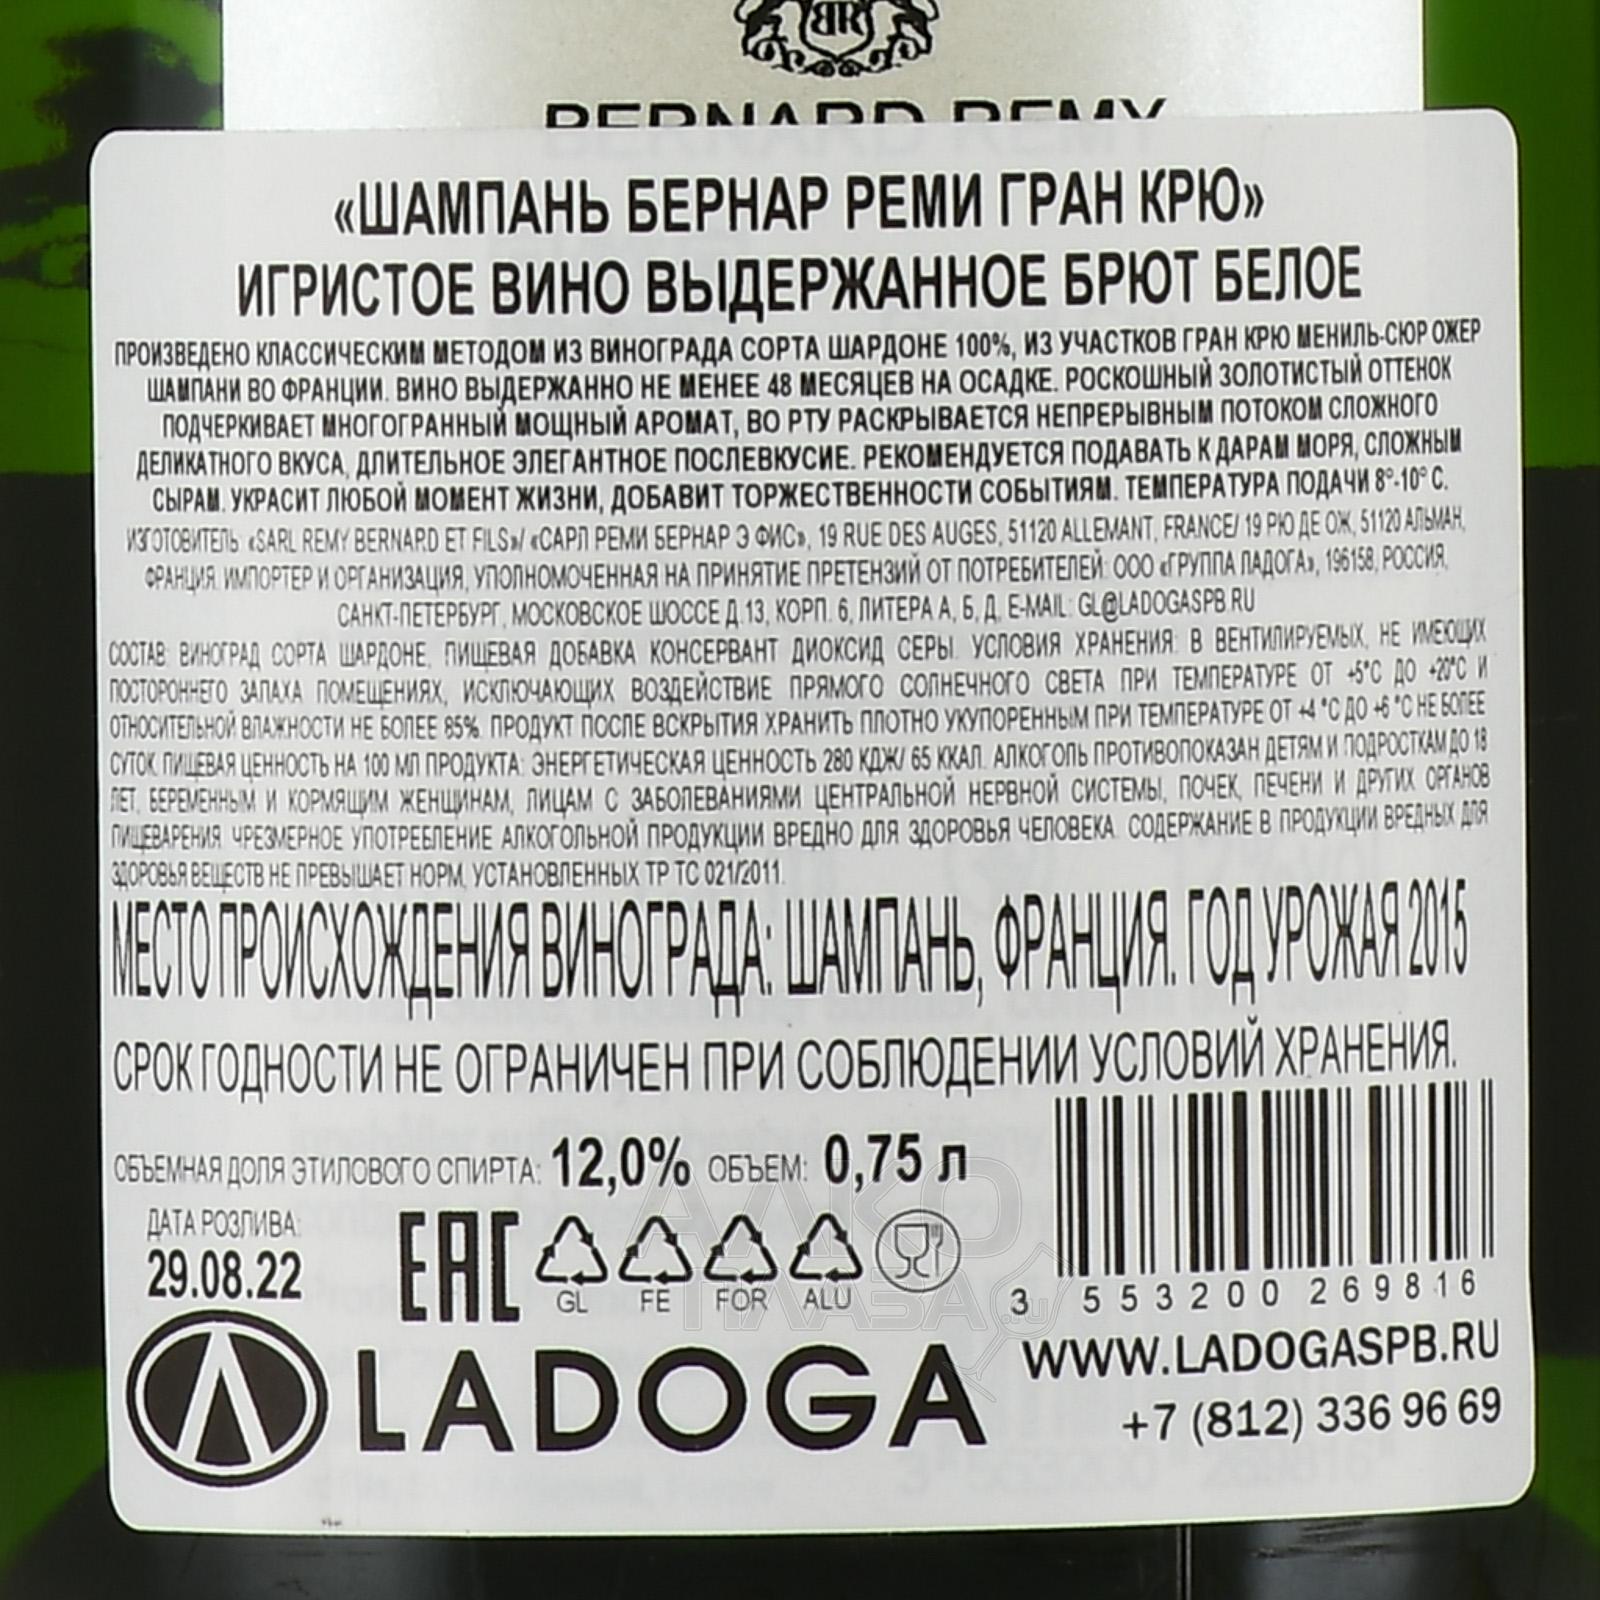 BR
BERNARD REMY
«ШАМПАНЬ БЕРНАР РЕМИ ГРАН КРЮ»
ИГРИСТОЕ ВИНО ВЫДЕРЖАННОЕ БРЮТ БЕЛОЕ
ПРОИЗВЕДЕНО КЛАССИЧЕСКИМ МЕТОДОМ ИЗ ВИНОГРАДА СОРТА ШАРДОНЕ 100%, ИЗ УЧАСТКОВ ГРАН КРЮ МЕНИЛЬ-СЮР ОЖЕР
ШАМПАНИ ВО ФРАНЦИИ. ВИНО ВЫДЕРЖАННО НЕ МЕНЕЕ 48 МЕСЯЦЕВ НА ОСАДКЕ. РОСКОШНЫЙ ЗОЛОТИСТЫЙ ОТТЕНОК
ПОДЧЕРКИВАЕТ МНОГОГРАННЫЙ МОЩНЫЙ АРОМАТ, ВО РТУ РАСКРЫВАЕТСЯ НЕПРЕРЫВНЫМ ПОТОКОМ СЛОЖНОГО
ДЕЛИКАТНОГО ВКУСА, ДЛИТЕЛЬНОЕ ЭЛЕГАНТНОЕ ПОСЛЕВКУСИЕ. РЕКОМЕНДУЕТСЯ ПОДАВАТЬ К ДАРАМ МОРЯ, СЛОЖНЫМ
СЫРАМ. УКРАСИТ ЛЮБОЙ МОМЕНТ ЖИЗНИ, ДОБАВИТ ТОРЖЕСТВЕННОСТИ СОБЫТИЯМ. ТЕМПЕРАТУРА ПОДАЧИ 8°-10° С.
ИЗГОТОВИТЕЛЬ: «SARL REMY BERNARD ET FILS»/ «САРЛ РЕМИ БЕРНАР Э ФИС», 19 RUE DES AUGES, 51120 ALLEMANT, FRANCE/ 19 РЮ ДЕ ОЖ, 51120 АЛЬМАН,
ФРАНЦИЯ. ИМПОРТЕР И ОРГАНИЗАЦИЯ, УПОЛНОМОЧЕННАЯ НА ПРИНЯТИЕ ПРЕТЕНЗИЙ ОТ ПОТРЕБИТЕЛЕЙ: ООО «ГРУППА ЛАДОГА», 196158, РОССИЯ,
САНКТ-ПЕТЕРБУРГ, МОСКОВСКОЕ ШОССЕ Д.13, КОРП. 6, ЛИТЕРА А, Б, Д, E-MAIL: GL@LADOGASPB.RU
СОСТАВ: ВИНОГРАД СОРТА ШАРДОНЕ, ПИЩЕВАЯ ДОБАВКА КОНСЕРВАНТ ДИОКСИД СЕРЫ. УСЛОВИЯ ХРАНЕНИЯ: В ВЕНТИЛИРУЕМЫХ, НЕ ИМЕЮЩИХ
ПОСТОРОННЕГО ЗАПАХА ПОМЕЩЕНИЯХ, ИСКЛЮЧАЮЩИХ ВОЗДЕЙСТВИЕ ПРЯМОГО СОЛНЕЧНОГО СВЕТА ПРИ ТЕМПЕРАТУРЕ ОТ +5°С ДО +20°С И
ОТНОСИТЕЛЬНОЙ ВЛАЖНОСТИ НЕ БОЛЕЕ 85%. ПРОДУКТ ПОСЛЕ ВСКРЫТИЯ ХРАНИТЬ ПЛОТНО УКУПОРЕННЫМ ПРИ ТЕМПЕРАТУРЕ ОТ +4 °С ДО +6 °С НЕ БОЛЕЕ
СУТОК. ПИЩЕВАЯ ЦЕННОСТЬ НА 100 МЛ ПРОДУКТА: ЭНЕРГЕТИЧЕСКАЯ ЦЕННОСТЬ 280 КДЖ/ 65 ККАЛ. АЛКОГОЛЬ ПРОТИВОПОКАЗАН ДЕТЯМ И ПОДРОСТКАМ ДО 18
ЛЕТ, БЕРЕМЕННЫМ И КОРМЯЩИМ ЖЕНЩИНАМ, ЛИЦАМ С ЗАБОЛЕВАНИЯМИ ЦЕНТРАЛЬНОЙ НЕРВНОЙ СИСТЕМЫ, ПОЧЕК, ПЕЧЕНИ И ДРУГИХ ОРГАНОВ
ПИЩЕВАРЕНИЯ. ЧРЕЗМЕРНОЕ УПОТРЕБЛЕНИЕ АЛКОГОЛЬНОЙ ПРОДУКЦИИ ВРЕДНО ДЛЯ ЗДОРОВЬЯ ЧЕЛОВЕКА. СОДЕРЖАНИЕ В ПРОДУКЦИИ ВРЕДНЫХ ДЛЯ
ЗДОРОВЬЯ ВЕЩЕСТВ НЕ ПРЕВЫШАЕТ НОРМ, УСТАНОВЛЕННЫХ ТР ТС 021/2011.
МЕСТО ПРОИСХОЖДЕНИЯ ВИНОГРАДА: ШАМПАНЬ, ФРАНЦИЯ. ГОД УРОЖАЯ 2015
СРОК ГОДНОСТИ НЕ ОГРАНИЧЕН ПРИ СОБЛЮДЕНИИ УСЛОВИЙ ХРАНЕНИЯ.
ОБЪЕМНАЯ ДОЛЯ ЭТИЛОВОГО СПИРТА: 12,0% ОБЪЕМ: 0,75 л
ДАТА РОЗЛИВА:
29.08.22
EAC
GL FE FOR ALU
АЛКО
ПЛАЗА.ru
3 553200 269816
LADOGA
WWW.LADOGASPB.RU
+7 (812) 336 96 69